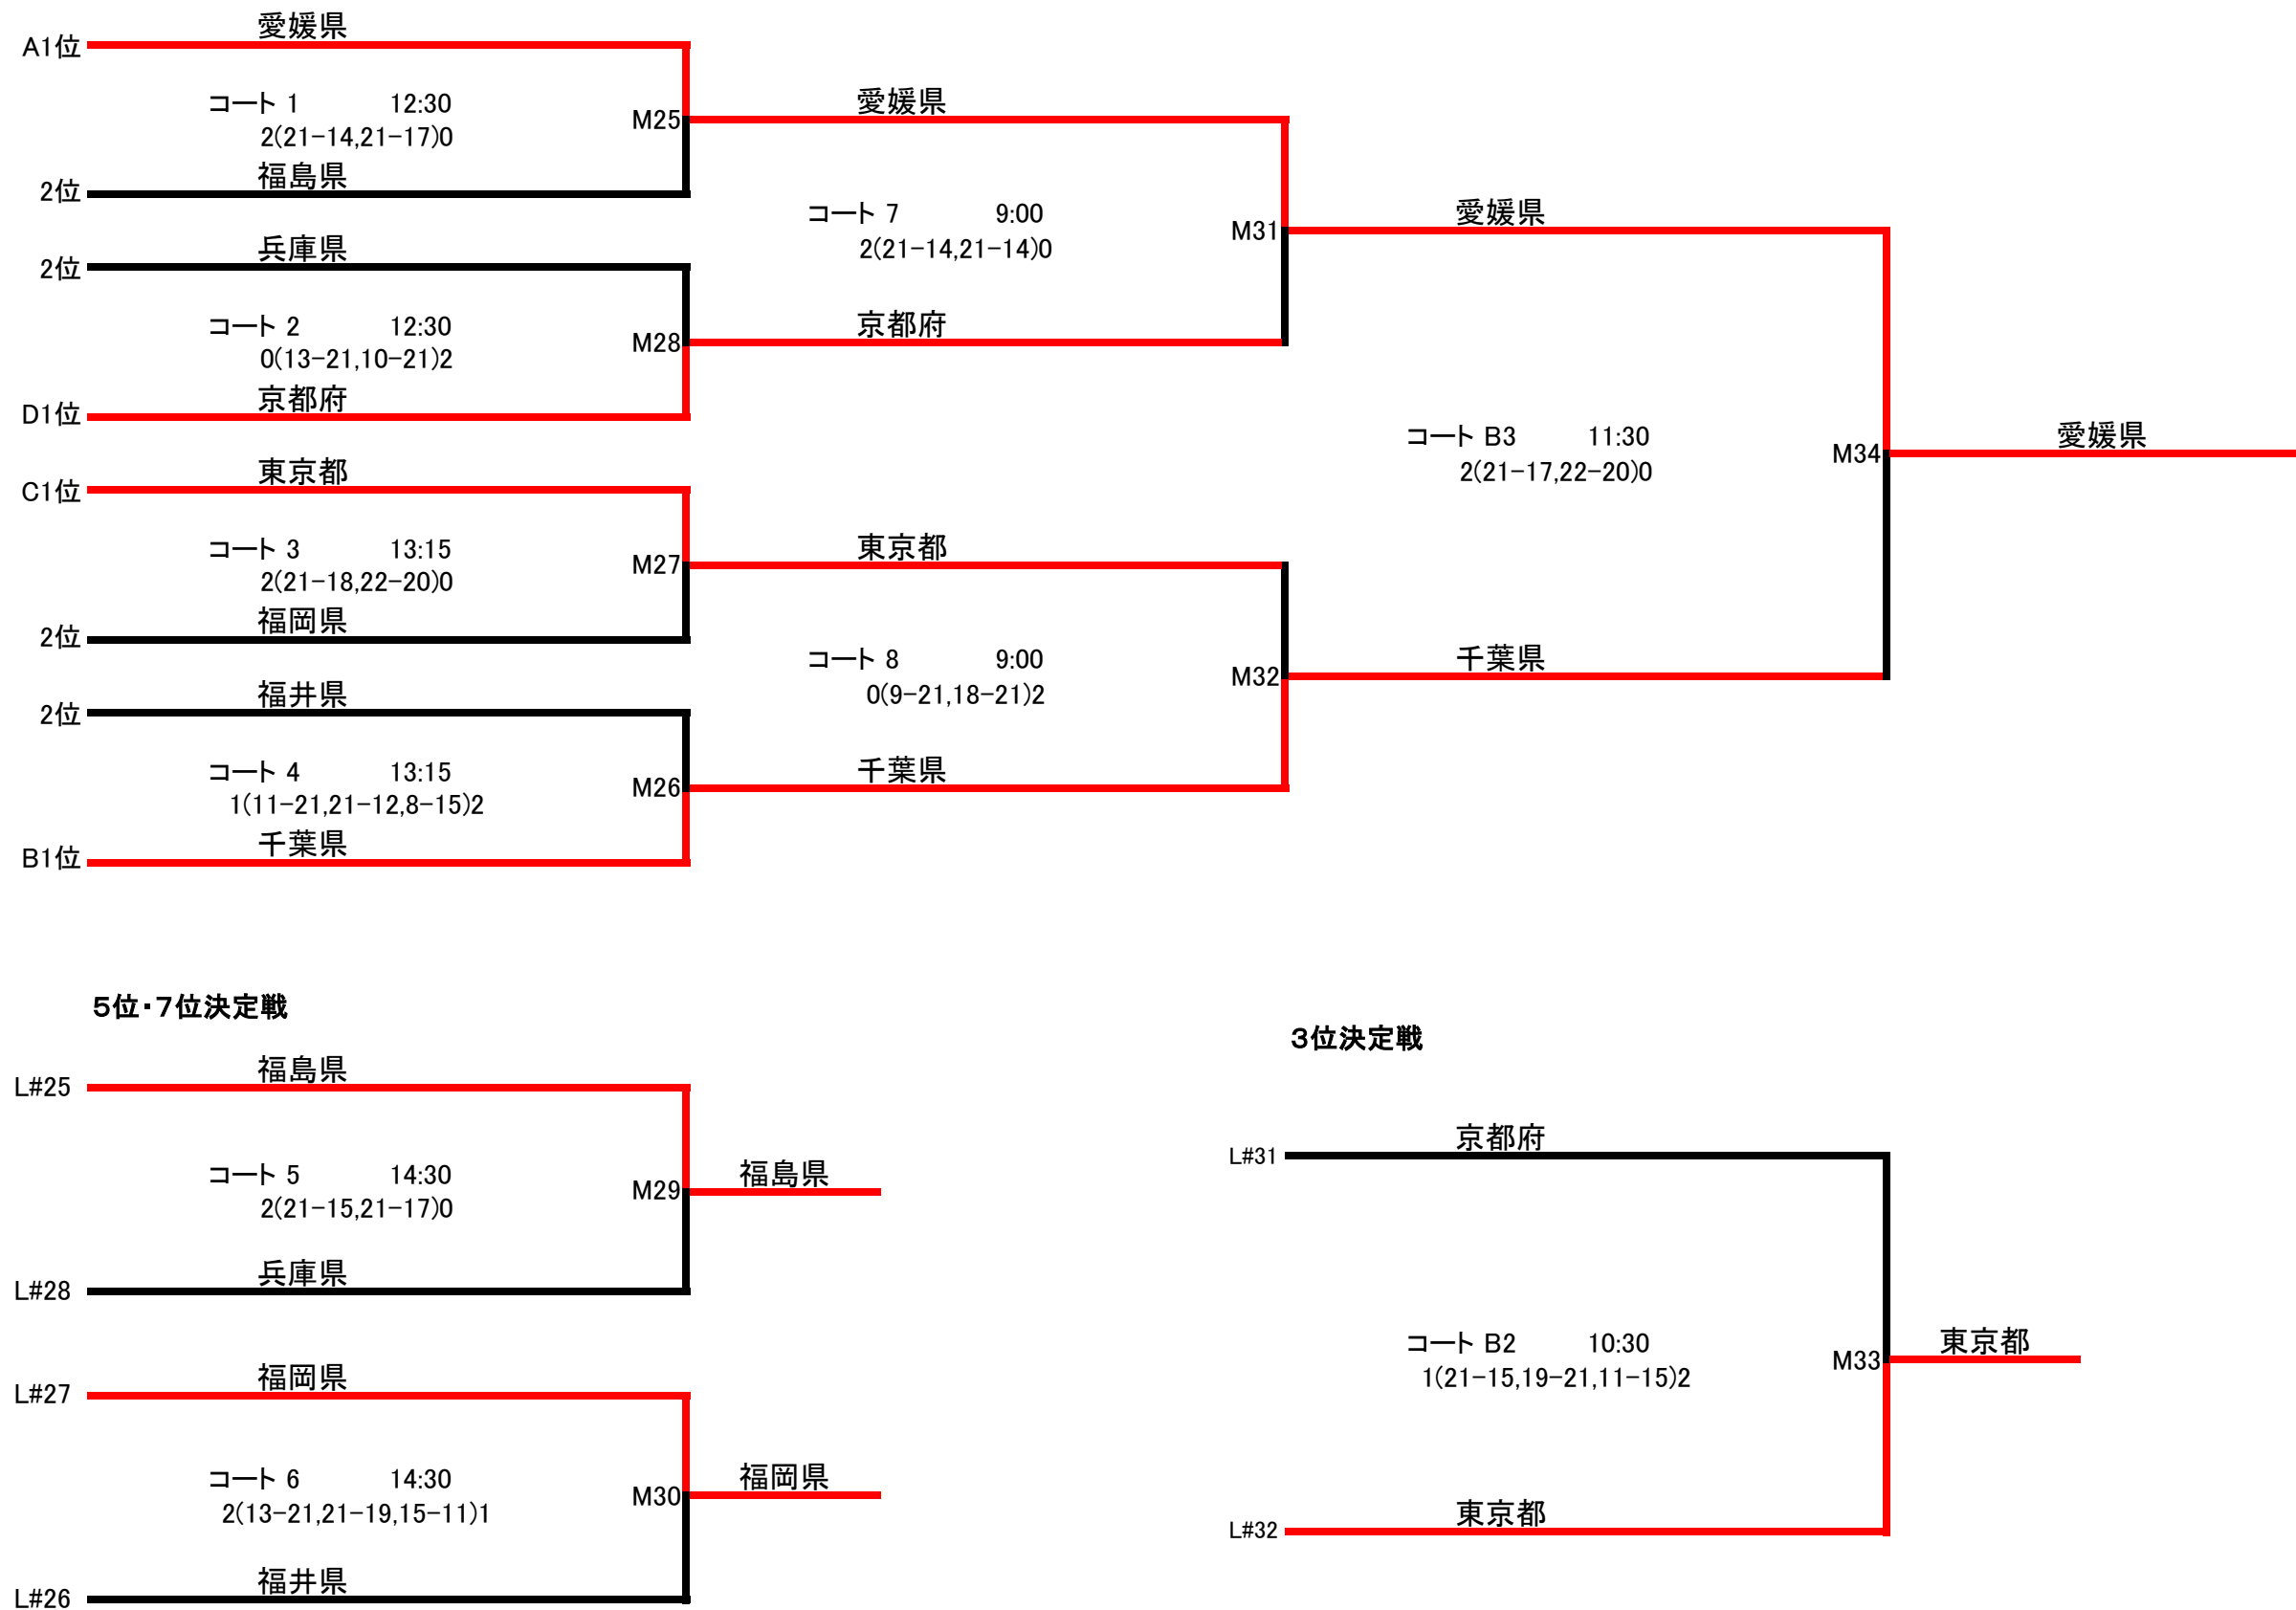 愛媛県
A1位
コート 1 12:30
2(21-14,21-17)0
M25
福島県
2位
愛媛県
兵庫県
2位
コート 2 12:30
0(13-21,10-21)2
M28
京都府
D1位
コート 7 9:00
2(21-14,21-14)0
M31
京都府
愛媛県
東京都
C1位
コート 3 13:15
2(21-18,22-20)0
M27
福岡県
2位
東京都
福井県
2位
コート 4 13:15
1(11-21,21-12,8-15)2
M26
千葉県
B1位
コート 8 9:00
0(9-21,18-21)2
M32
千葉県
コート B3 11:30
2(21-17,22-20)0
M34
愛媛県
千葉県
5位・7位決定戦
福島県
L#25
コート 5 14:30
2(21-15,21-17)0
M29
福島県
兵庫県
L#28
福岡県
L#27
コート 6 14:30
2(13-21,21-19,15-11)1
M30
福岡県
福井県
L#26
3位決定戦
京都府
L#31
コート B2 10:30
1(21-15,19-21,11-15)2
M33
東京都
東京都
L#32